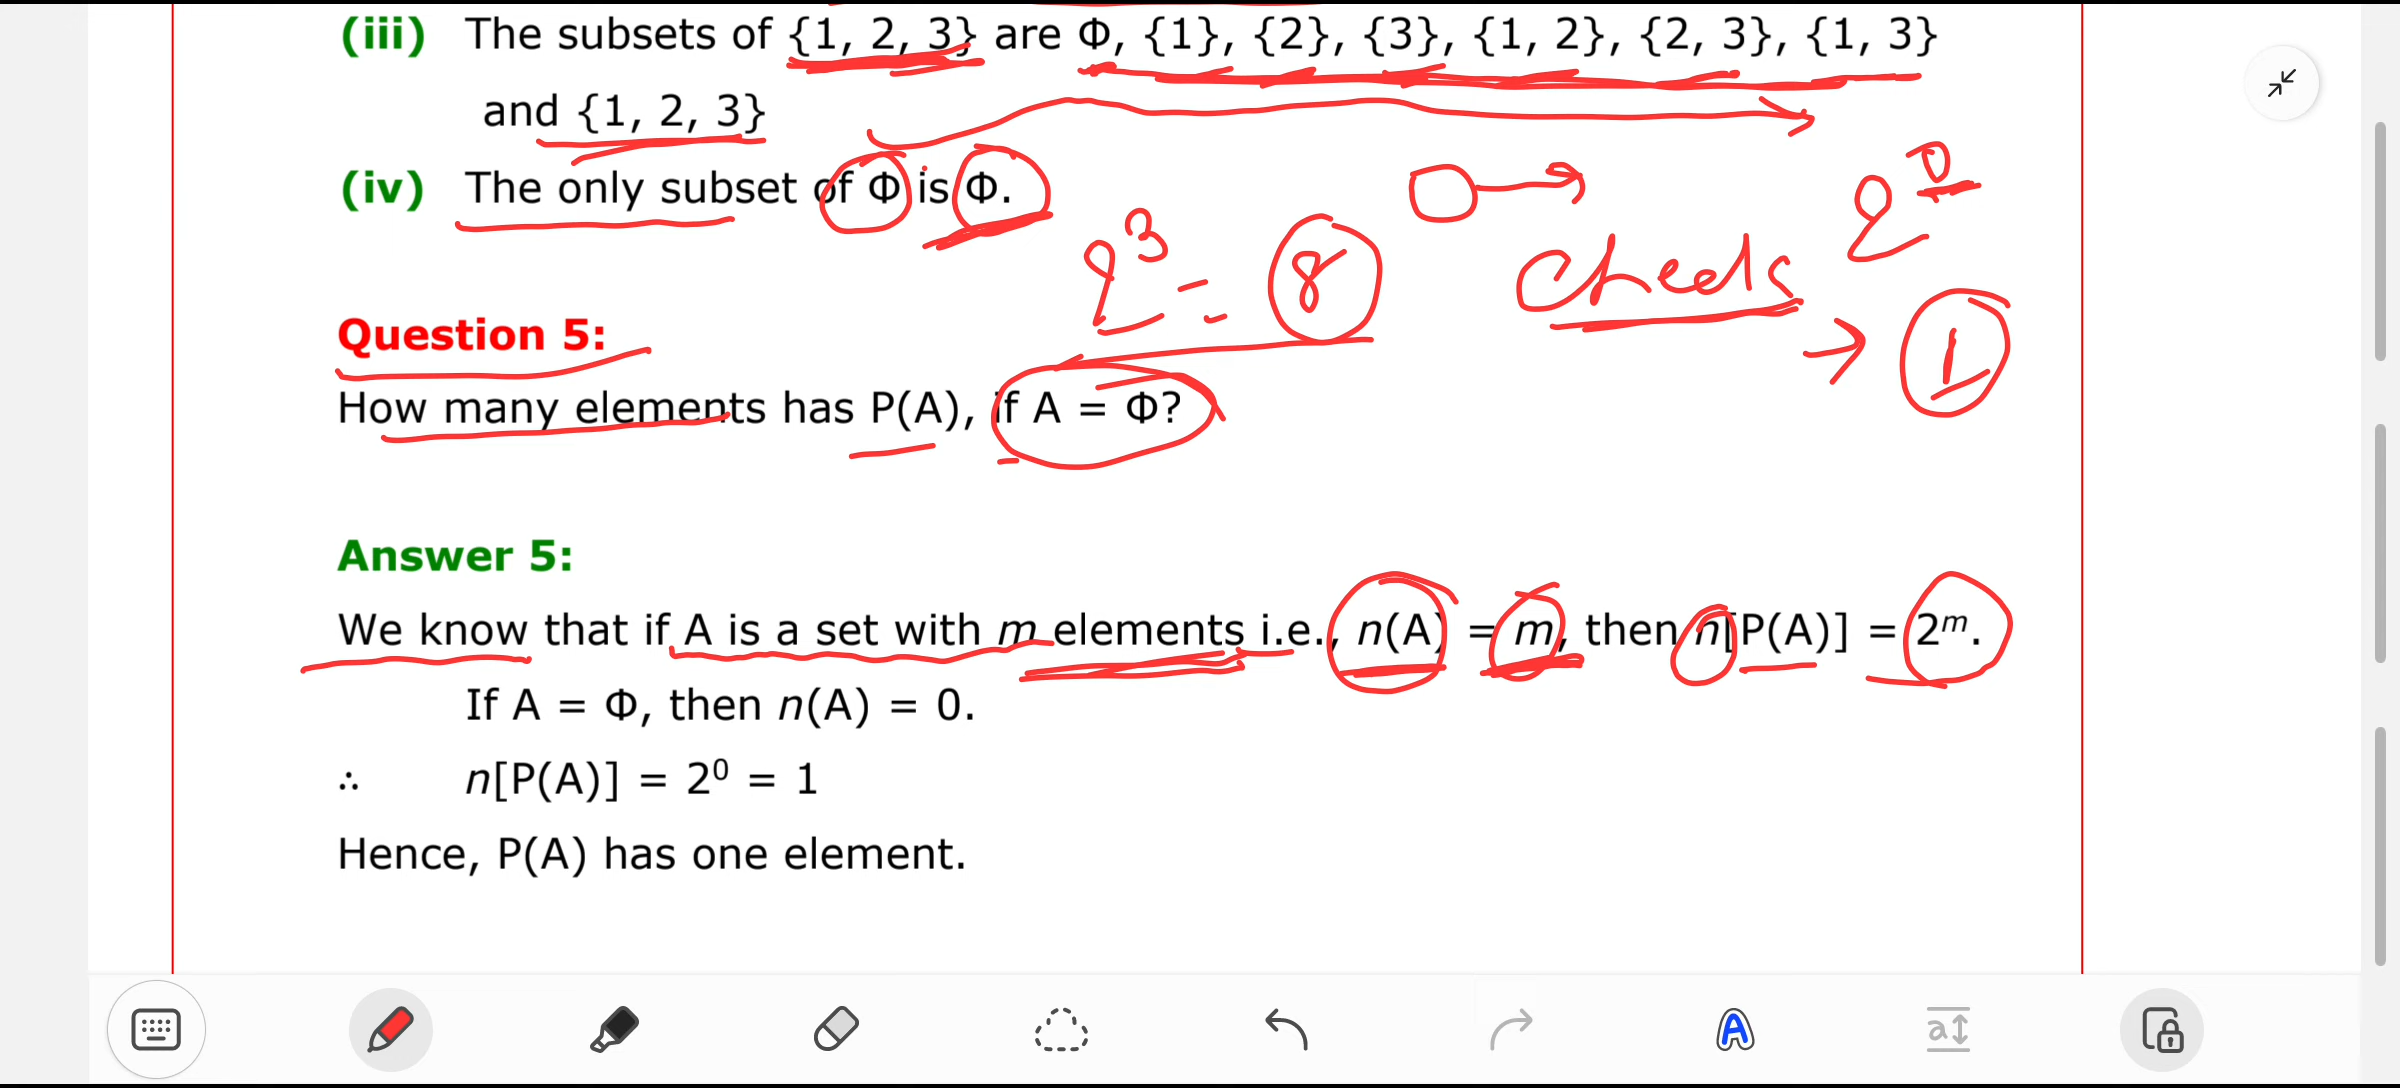 (iii) The subsets of {1, 2, 3} are Φ, {1}, {2}, {3}, {1, 2}, {2, 3}, {1, 3}
and {1, 2, 3}
(iv) The only subset of Φ is Φ.
2³ = 8
2⁰
→ 1
Question 5:
How many elements has P(A), if A = Φ?
Answer 5:
We know that if A is a set with m elements i.e., n(A) = m, then n[P(A)] = 2ᵐ.
If A = Φ, then n(A) = 0.
∴ n[P(A)] = 2⁰ = 1
Hence, P(A) has one element.